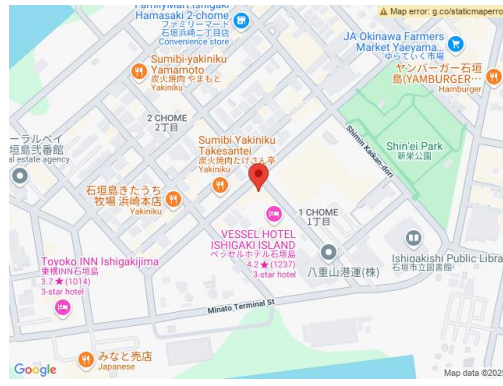 Map error: g.co/staticmaperro
FamilyMart Ishigaki
Hamasaki 2-chome
ファミリーマート
石垣浜崎二丁目店
Convenience store
JA Okinawa Farmers
Market Yaeyama...
ゆらてぃく市場
ヤンバーガー石垣
島(YAMBURGER...
Hamburger
Sumibi-yakiniku
Yamamoto
炭火焼肉 やまもと
Yakiniku
2 CHOME
2丁目
ーラルベイ
垣島弐番館
al estate agency
Sumibi Yakiniku
Takesantei
炭火焼肉たけさん亭
Yakiniku
Shimin Kaikan-dori
Shin'ei Park
新栄公園
石垣島きたうち
牧場 浜崎本店
Yakiniku
1 CHOME
1丁目
VESSEL HOTEL
ISHIGAKI ISLAND
ベッセルホテル石垣島
4.2★(1237)
3-star hotel
八重山港運(株)
Ishigakishi Public Libra
石垣市立図書館
Toyoko INN Ishigakijima
東横INN石垣島
3.7★(1014)
3-star hotel
Minato Terminal St
みなと売店
Japanese
Google
Map data ©202